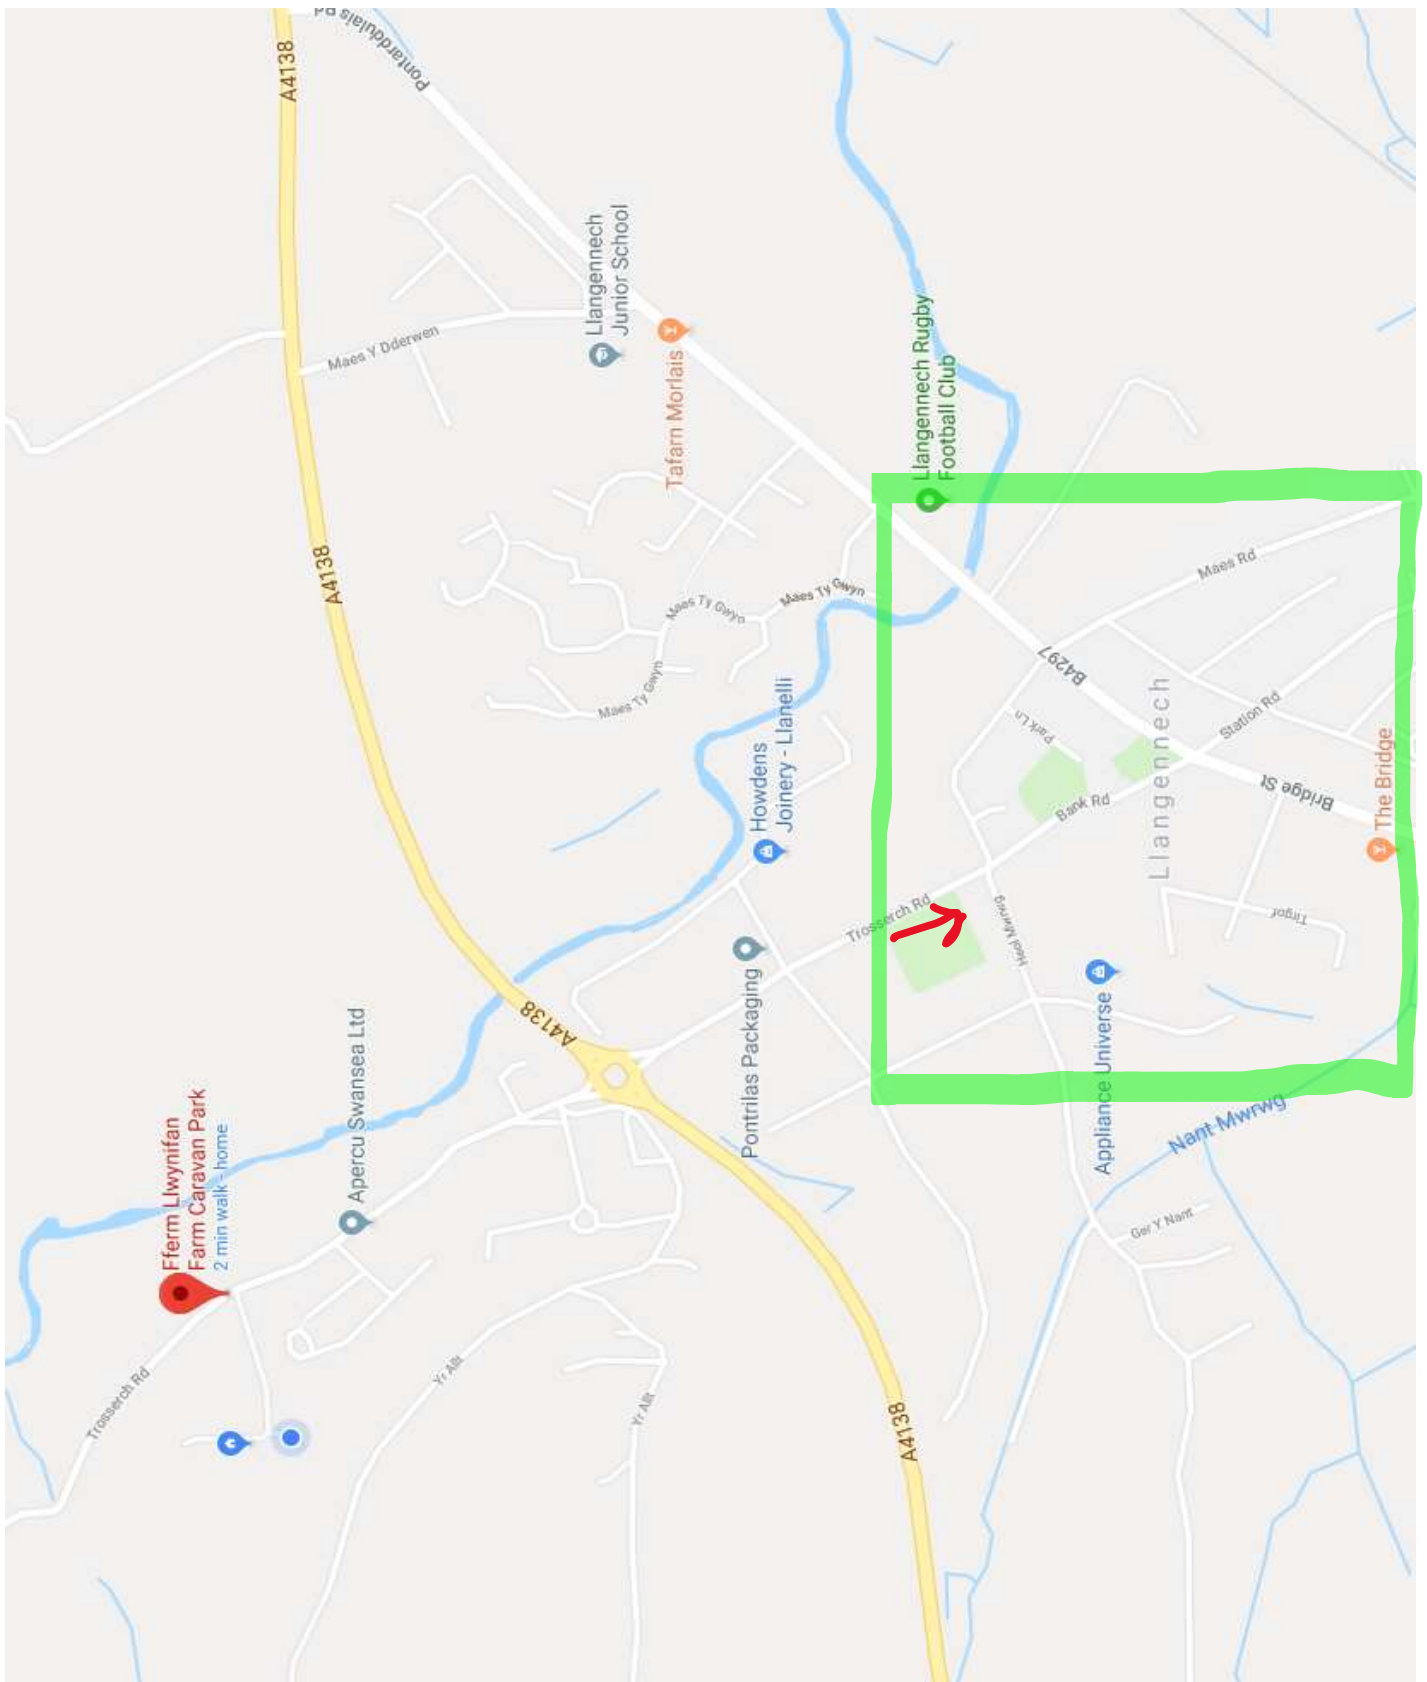 Pontarddulais Rd
A4138
Llangennech
Junior School
Maes Y Dderwen
Tafarn Morlais
Llangennech Rugby
Football Club
A4138
Maes Ty Gwyn
Maes Ty Gwyn
Maes Ty Gwyn
Maes Rd
B4297
Howdens
Joinery - Llanelli
Park Ln
Station Rd
Llangennech
Bridge St
The Bridge
Bank Rd
Trosserch Rd
Heol Mwrwg
Tirgof
A4138
Pontrilas Packaging
Appliance Universe
Apercu Swansea Ltd
Fferm Llwynifan
Farm Caravan Park
2 min walk - home
Nant Mwrwg
Ger Y Nant
Trosserch Rd
Yr Allt
Yr Allt
A4138